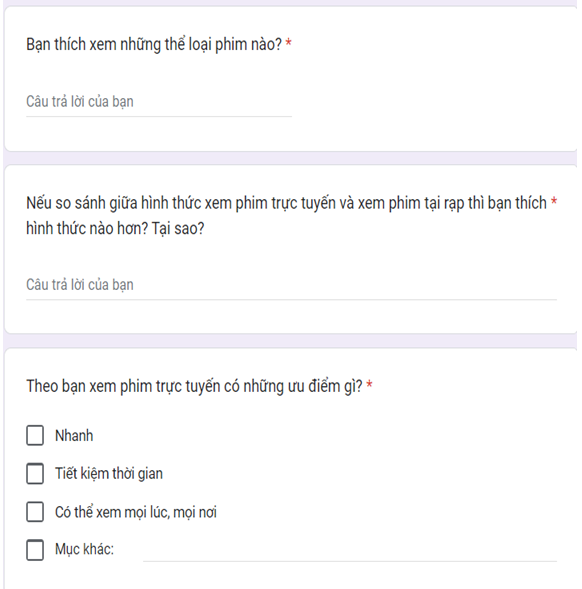 Bạn thích xem những thể loại phim nào? *
Câu trả lời của bạn
Nếu so sánh giữa hình thức xem phim trực tuyến và xem phim tại rạp thì bạn thích *
hình thức nào hơn? Tại sao?
Câu trả lời của bạn
Theo bạn xem phim trực tuyến có những ưu điểm gì? *
Nhanh
Tiết kiệm thời gian
Có thể xem mọi lúc, mọi nơi
Mục khác: